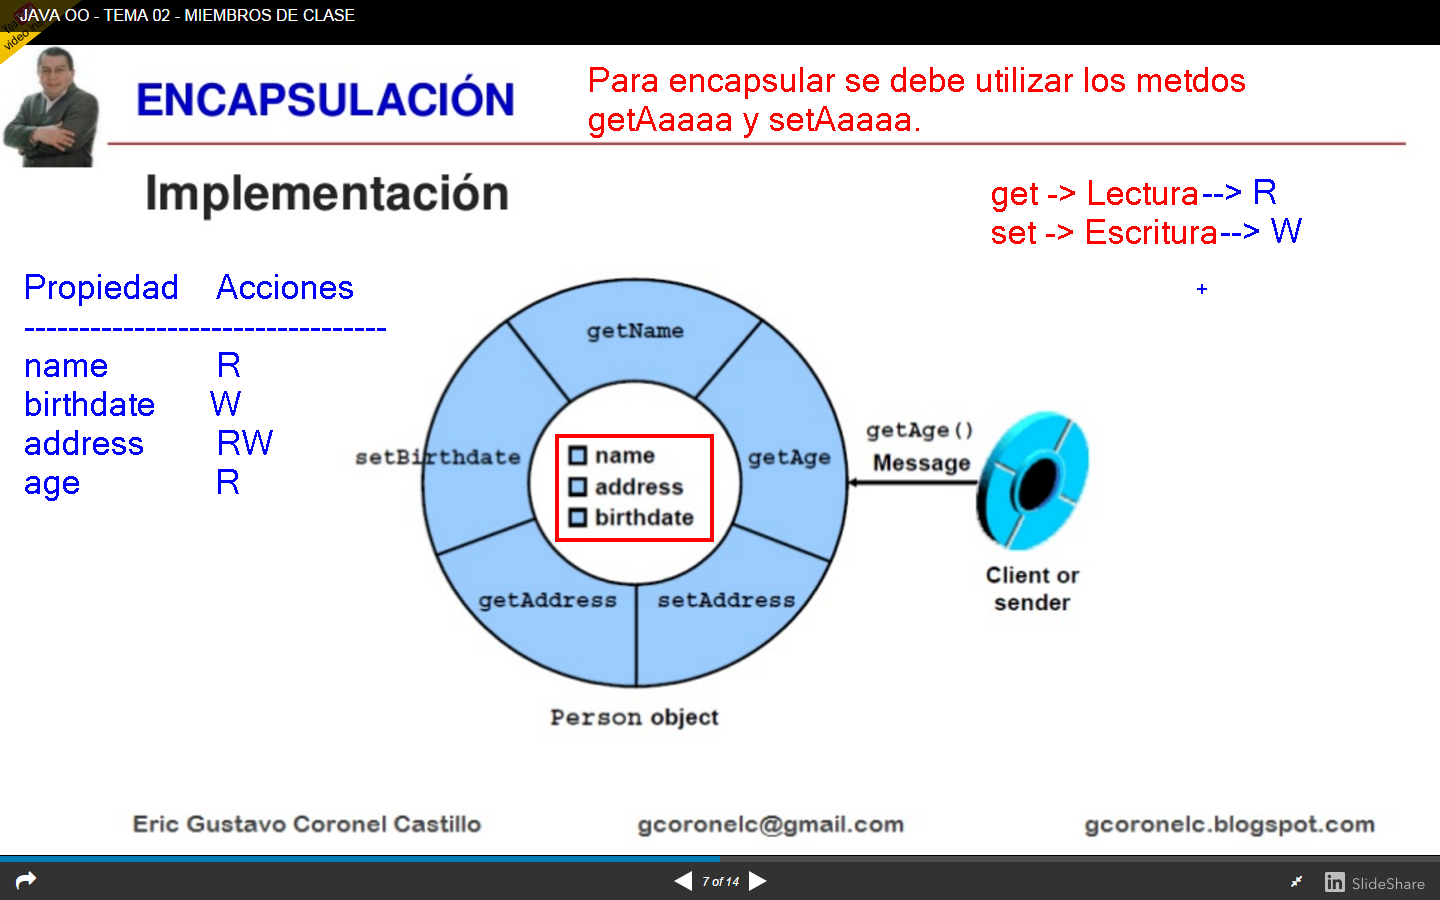 JAVA OO - TEMA 02 - MIEMBROS DE CLASE
ENCAPSULACIÓN
Para encapsular se debe utilizar los metdos
getAaaaa y setAaaaa.
Implementación
get -> Lectura--> R
set -> Escritura--> W
Propiedad Acciones
---------------------------------
name R
birthdate W
address RW
age R
getName
setBirthdate
getAge
name
address
birthdate
getAddress
setAddress
Person object
getAge()
Message
Client or
sender
Eric Gustavo Coronel Castillo
gcoronelc@gmail.com
gcoronelc.blogspot.com
7 of 14
in SlideShare